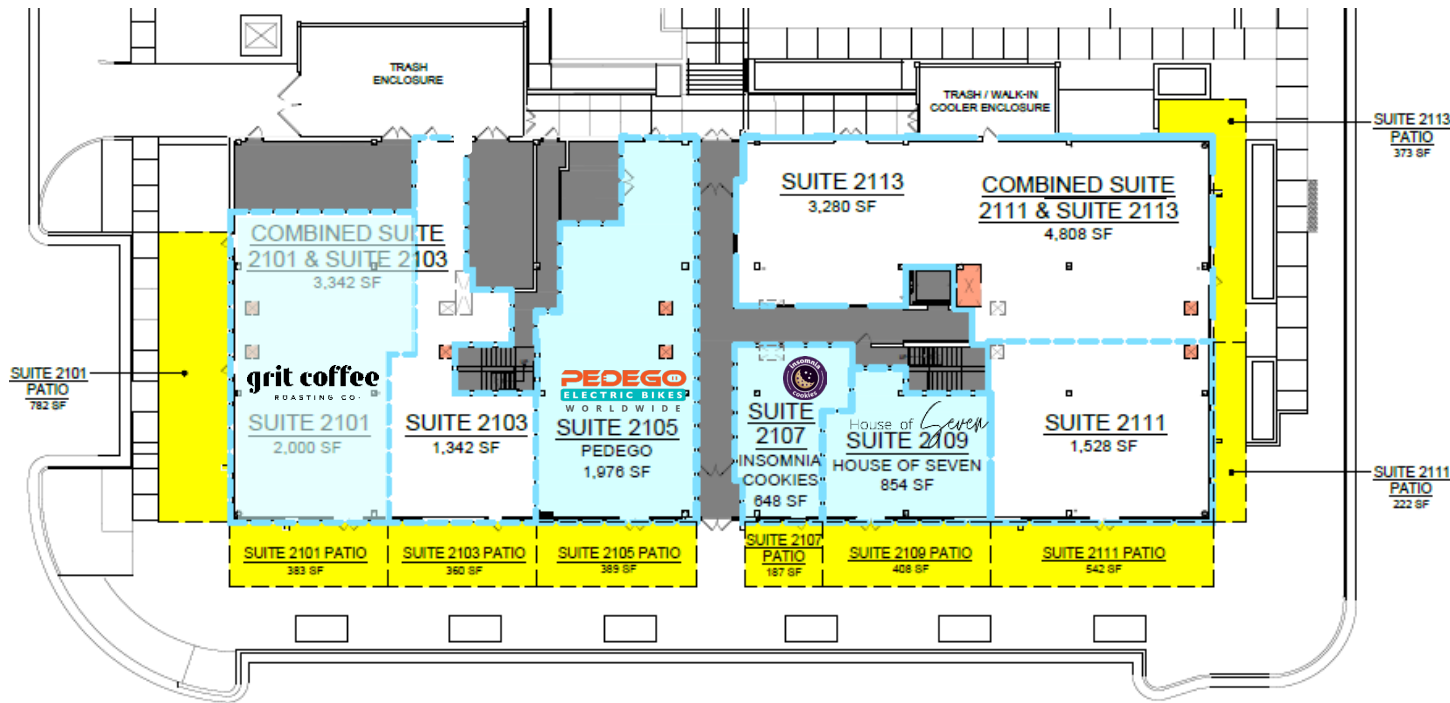 TRASH
ENCLOSURE
TRASH / WALK-IN
COOLER ENCLOSURE
SUITE 2113
PATIO
373 SF
SUITE 2113
3,280 SF
COMBINED SUITE
2111 & SUITE 2113
4,808 SF
COMBINED SUITE
2101 & SUITE 2103
3,342 SF
SUITE 2101
PATIO
782 SF
grit coffee
ROASTING CO.
SUITE 2101
2,000 SF
SUITE 2103
1,342 SF
PEDEGO
ELECTRIC BIKES
WORLDWIDE
SUITE 2105
PEDEGO
1,976 SF
insomnia
cookies
SUITE
2107
INSOMNIA
COOKIES
648 SF
House of Seven
SUITE 2109
HOUSE OF SEVEN
854 SF
SUITE 2111
1,528 SF
SUITE 2111
PATIO
222 SF
SUITE 2101 PATIO
383 SF
SUITE 2103 PATIO
360 SF
SUITE 2105 PATIO
389 SF
SUITE 2107
PATIO
187 SF
SUITE 2109 PATIO
408 SF
SUITE 2111 PATIO
542 SF